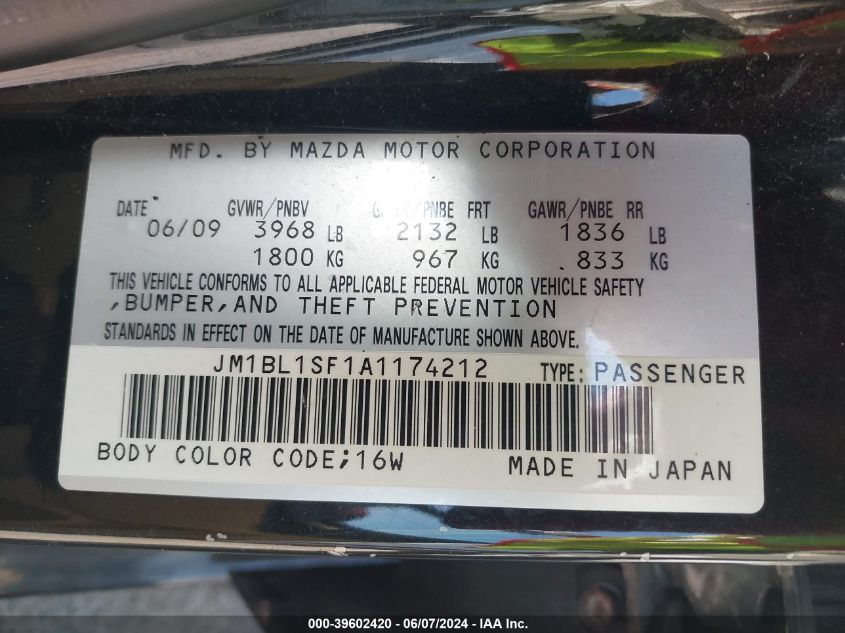 MFD. BY MAZDA MOTOR CORPORATION
DATE GVWR/PNBV /PNBE FRT GAWR/PNBE RR
06/09 3968 LB 2132 LB 1836 LB
1800 KG 967 KG 833 KG
THIS VEHICLE CONFORMS TO ALL APPLICABLE FEDERAL MOTOR VEHICLE SAFETY
,BUMPER,AND THEFT PREVENTION
STANDARDS IN EFFECT ON THE DATE OF MANUFACTURE SHOWN ABOVE.
JM1BL1SF1A1174212 TYPE: PASSENGER
BODY COLOR CODE;16W MADE IN JAPAN
000-39602420 - 06/07/2024 - IAA Inc.